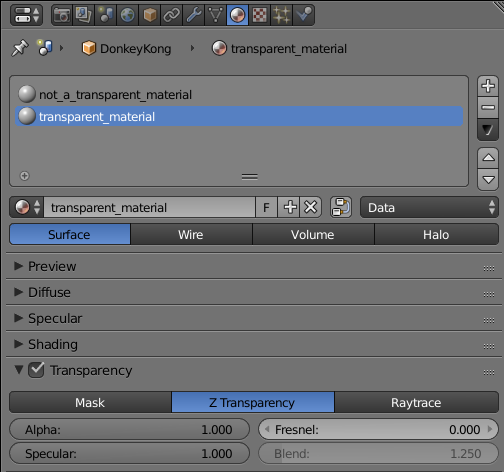 DonkeyKong transparent_material
not_a_transparent_material
transparent_material
transparent_material F Data
Surface Wire Volume Halo
Preview
Diffuse
Specular
Shading
Transparency
Mask Z Transparency Raytrace
Alpha: 1.000 Fresnel: 0.000
Specular: 1.000 Blend: 1.250